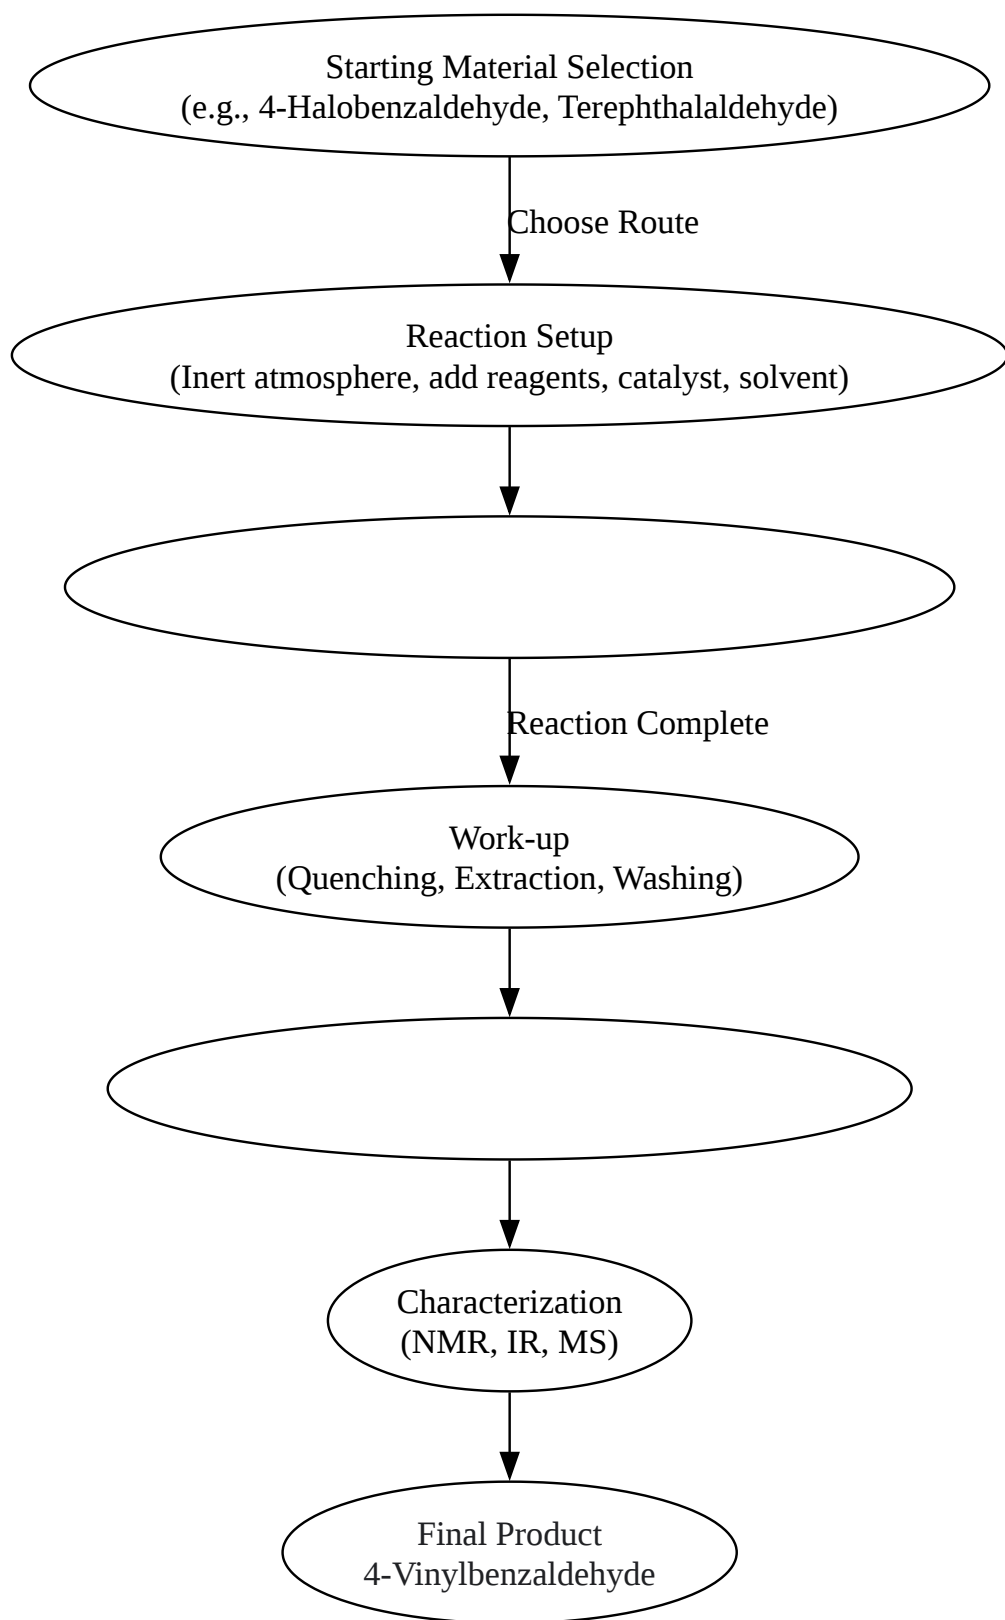 Starting Material Selection
(e.g., 4-Halobenzaldehyde, Terephthalaldehyde)
Choose Route
Reaction Setup
(Inert atmosphere, add reagents, catalyst, solvent)
Reaction Complete
Work-up
(Quenching, Extraction, Washing)
Characterization
(NMR, IR, MS)
Final Product
4-Vinylbenzaldehyde